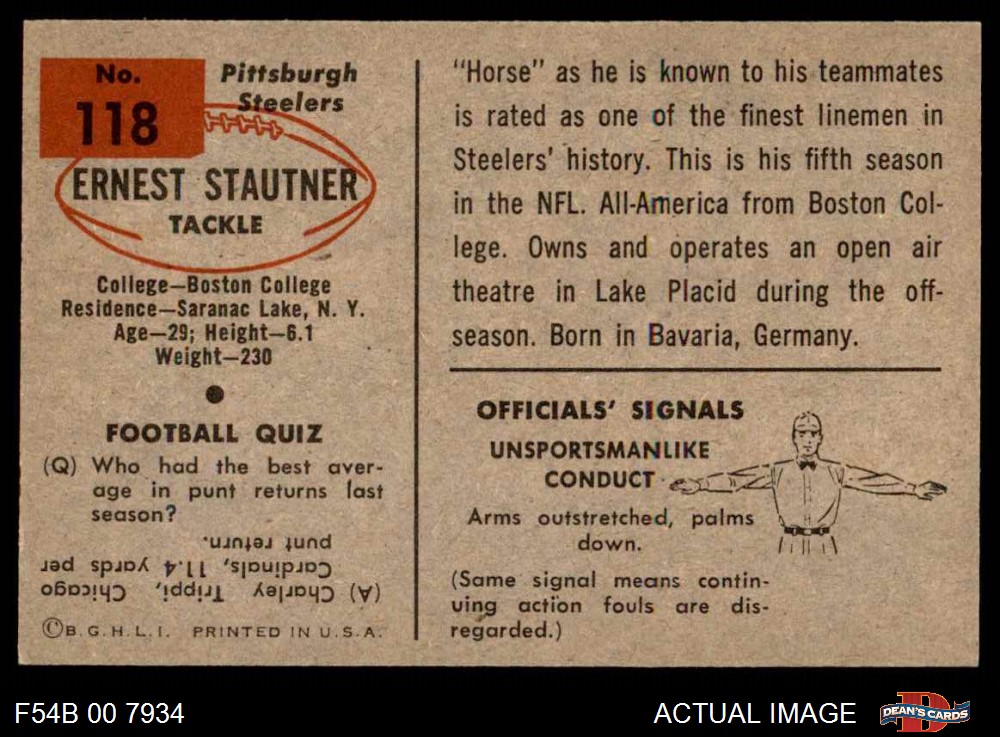 No.
118
Pittsburgh
Steelers
ERNEST STAUTNER
TACKLE
College—Boston College
Residence—Saranac Lake, N. Y.
Age—29; Height—6.1
Weight—230
FOOTBALL QUIZ
(Q) Who had the best aver-
age in punt returns last
season?
(A) Charley Trippi, Chicago
Cardinals, 11.4 yards per
punt return.
©B. G. H. L. I. PRINTED IN U. S. A.
"Horse" as he is known to his teammates
is rated as one of the finest linemen in
Steelers' history. This is his fifth season
in the NFL. All-America from Boston Col-
lege. Owns and operates an open air
theatre in Lake Placid during the off-
season. Born in Bavaria, Germany.
OFFICIALS' SIGNALS
UNSPORTSMANLIKE
CONDUCT
Arms outstretched, palms
down.
(Same signal means contin-
uing action fouls are dis-
regarded.)
F54B 00 7934
ACTUAL IMAGE
D
DEAN'S CARDS